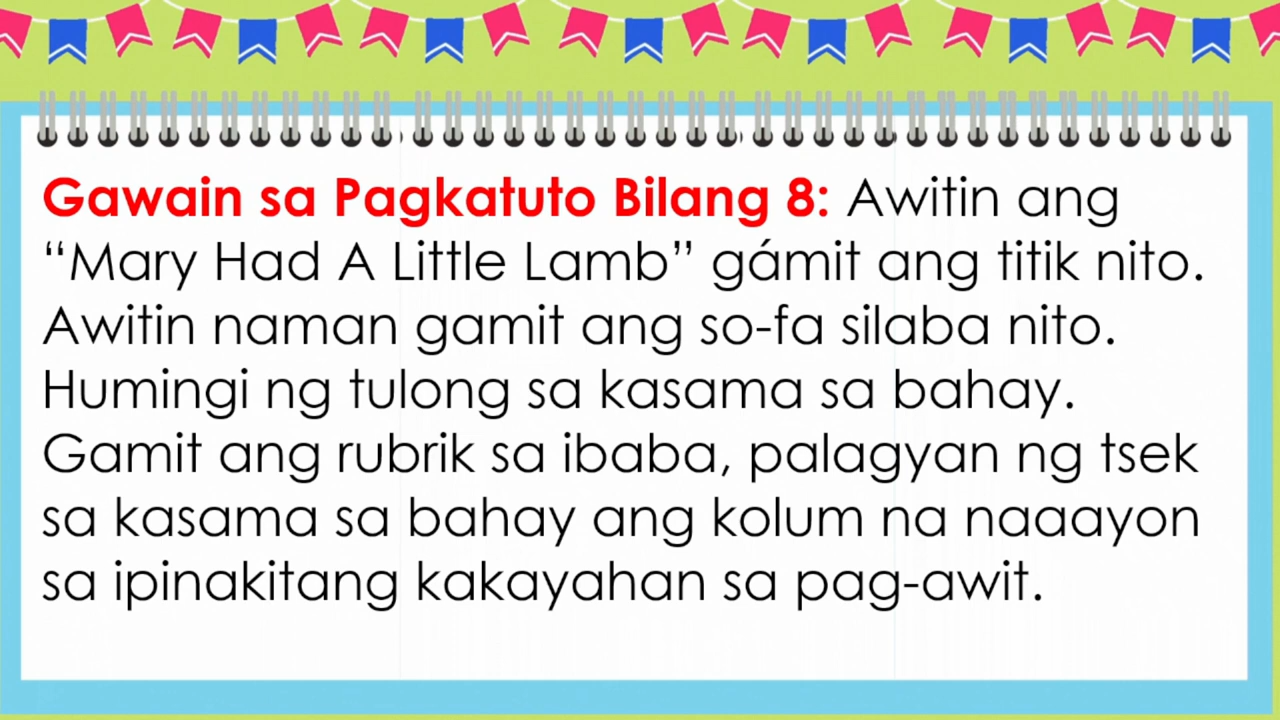 Gawain sa Pagkatuto Bilang 8: Awitin ang
“Mary Had A Little Lamb” gámit ang titik nito.
Awitin naman gamit ang so-fa silaba nito.
Humingi ng tulong sa kasama sa bahay.
Gamit ang rubrik sa ibaba, palagyan ng tsek
sa kasama sa bahay ang kolum na naaayon
sa ipinakitang kakayahan sa pag-awit.